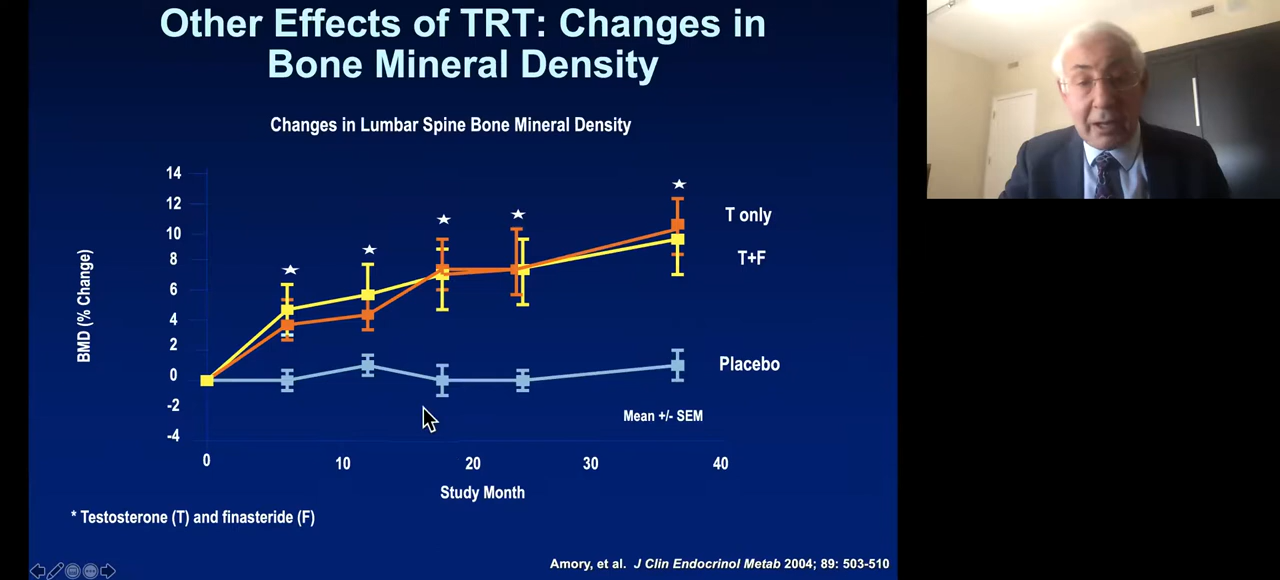 Other Effects of TRT: Changes in
Bone Mineral Density
Changes in Lumbar Spine Bone Mineral Density
14
12
10
8
6
4
2
0
-2
-4
BMD (% Change)
T only
T+F
Placebo
Mean +/- SEM
0 10 20 30 40
Study Month
* Testosterone (T) and finasteride (F)
Amory, et al. J Clin Endocrinol Metab 2004; 89: 503-510